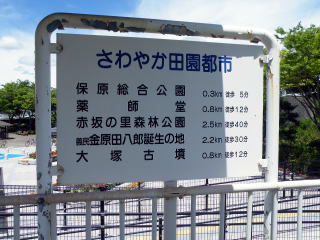 さわやか田園都市
保原総合公園 0.3km 徒歩 5分
薬師堂 0.8km 徒歩12分
赤坂の里森林公園 2.5km 徒歩40分
義民金原田八郎誕生の地 2.2km 徒歩30分
大塚古墳 0.8km 徒歩12分